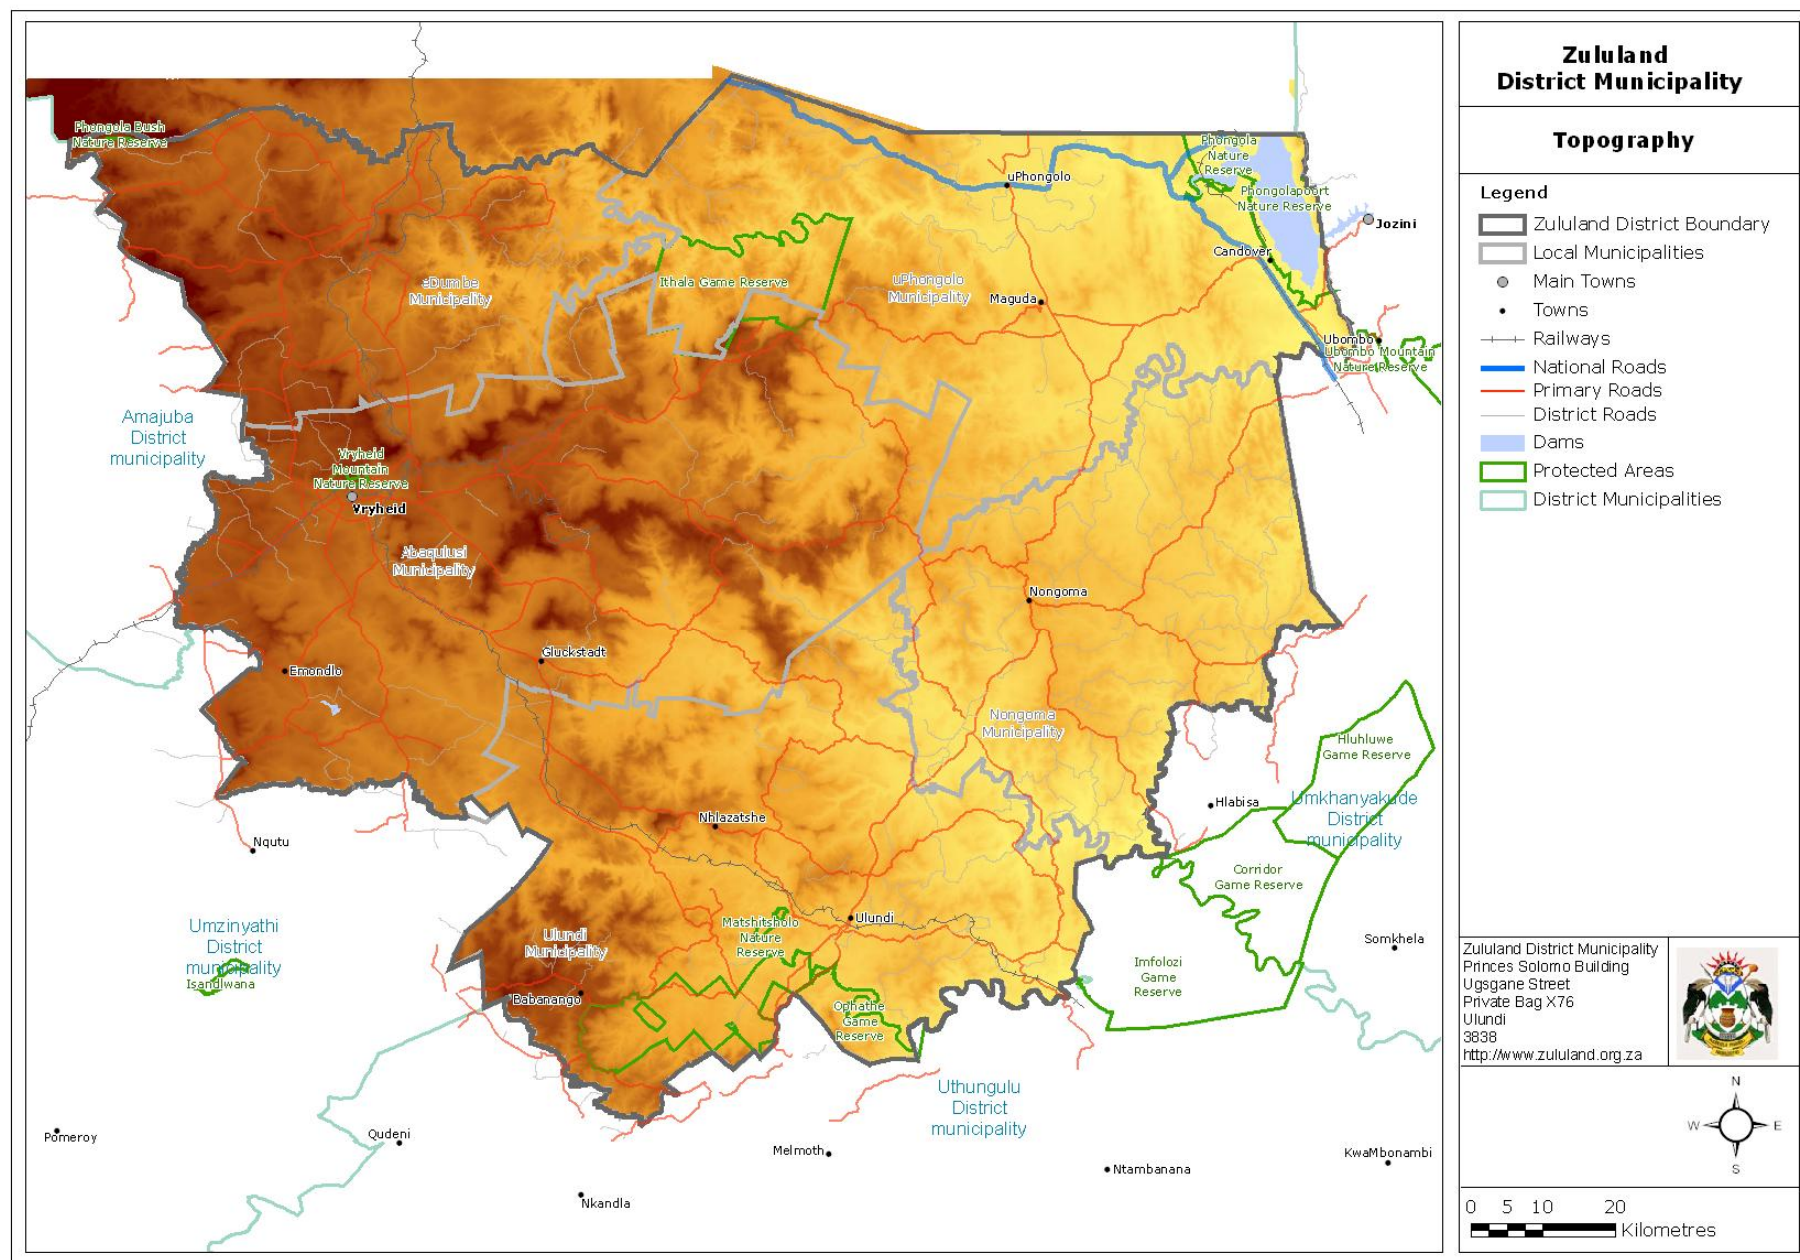 Zululand
District Municipality
Topography
Legend
Zululand District Boundary
Local Municipalities
Main Towns
Towns
Railways
National Roads
Primary Roads
District Roads
Dams
Protected Areas
District Municipalities
Phongola Bush
Nature Reserve
Phongola
Nature
Reserve
Phongolapoort
Nature Reserve
uPhongolo
Jozini
Candover
eDumbe
Municipality
Ithala Game Reserve
uPhongolo
Municipality
Maguda
Ubombo
Ubombo Mountain
Nature Reserve
Amajuba
District
municipality
Vryheid
Mountain
Nature Reserve
Vryheid
Abaqulusi
Municipality
Nongoma
Gluckstadt
Emondlo
Nongoma
Municipality
Hluhluwe
Game Reserve
Hlabisa
Umkhanyakude
District
municipality
Nhlazatshe
Nqutu
Corridor
Game Reserve
Umzinyathi
District
municipality
Isandlwana
Ulundi
Municipality
Matshitsholo
Nature
Reserve
Ulundi
Somkhela
Imfolozi
Game
Reserve
Babanango
Ophathe
Game
Reserve
Uthungulu
District
municipality
Pomeroy
Qudeni
Melmoth
Ntambanana
KwaMbonambi
Nkandla
Zululand District Municipality
Princes Solomo Building
Ugsgane Street
Private Bag X76
Ulundi
3838
http://www.zululand.org.za
N
W E
S
0 5 10 20
Kilometres